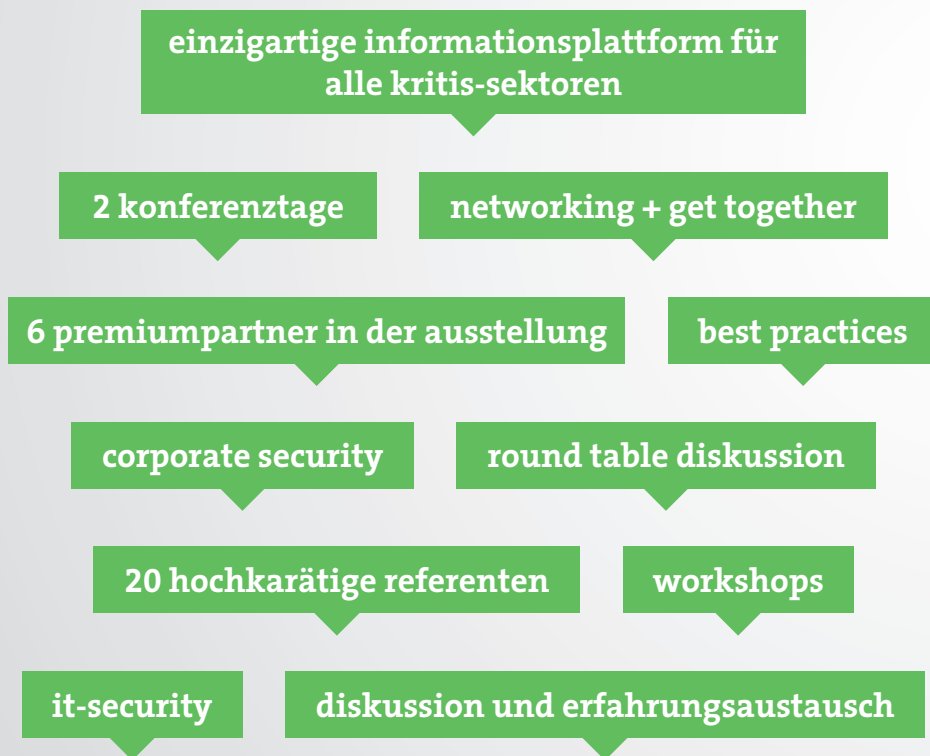 einzigartige informationsplattform für
alle kritis-sektoren
2 konferenztage
networking + get together
6 premiumpartner in der ausstellung
best practices
corporate security
round table diskussion
20 hochkarätige referenten
workshops
it-security
diskussion und erfahrungsaustausch